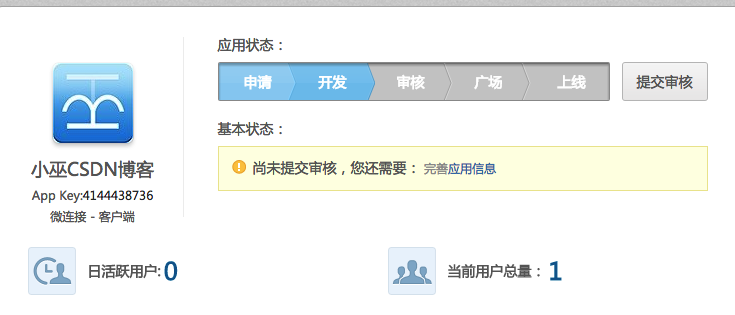 应用状态：
申请 开发 审核 广场 上线 提交审核
基本状态：
尚未提交审核，您还需要： 完善应用信息
小巫CSDN博客
App Key:4144438736
微连接 - 客户端
日活跃用户: 0
当前用户总量： 1